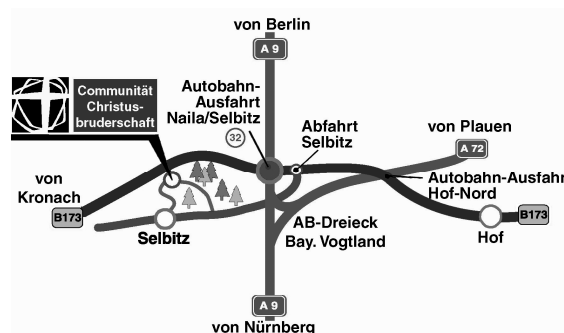 von Berlin
A 9
Communität
Christus-
bruderschaft
Autobahn-
Ausfahrt
Naila/Selbitz
32
Abfahrt
Selbitz
von Plauen
A 72
von
Kronach
B173
Autobahn-Ausfahr
Hof-Nord
Selbitz
AB-Dreieck
Bay. Vogtland
Hof
B173
A 9
von Nürnberg